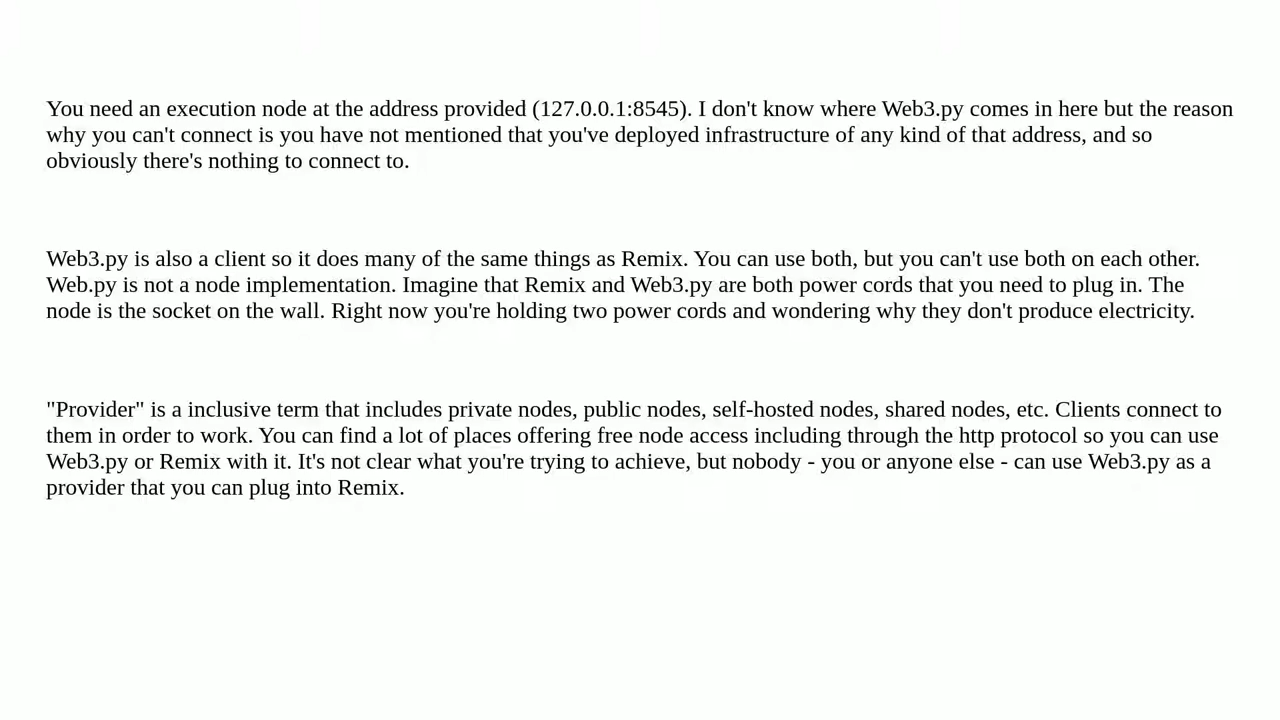 You need an execution node at the address provided (127.0.0.1:8545). I don't know where Web3.py comes in here but the reason
why you can't connect is you have not mentioned that you've deployed infrastructure of any kind of that address, and so
obviously there's nothing to connect to.
Web3.py is also a client so it does many of the same things as Remix. You can use both, but you can't use both on each other.
Web.py is not a node implementation. Imagine that Remix and Web3.py are both power cords that you need to plug in. The
node is the socket on the wall. Right now you're holding two power cords and wondering why they don't produce electricity.
"Provider" is a inclusive term that includes private nodes, public nodes, self-hosted nodes, shared nodes, etc. Clients connect to
them in order to work. You can find a lot of places offering free node access including through the http protocol so you can use
Web3.py or Remix with it. It's not clear what you're trying to achieve, but nobody - you or anyone else - can use Web3.py as a
provider that you can plug into Remix.